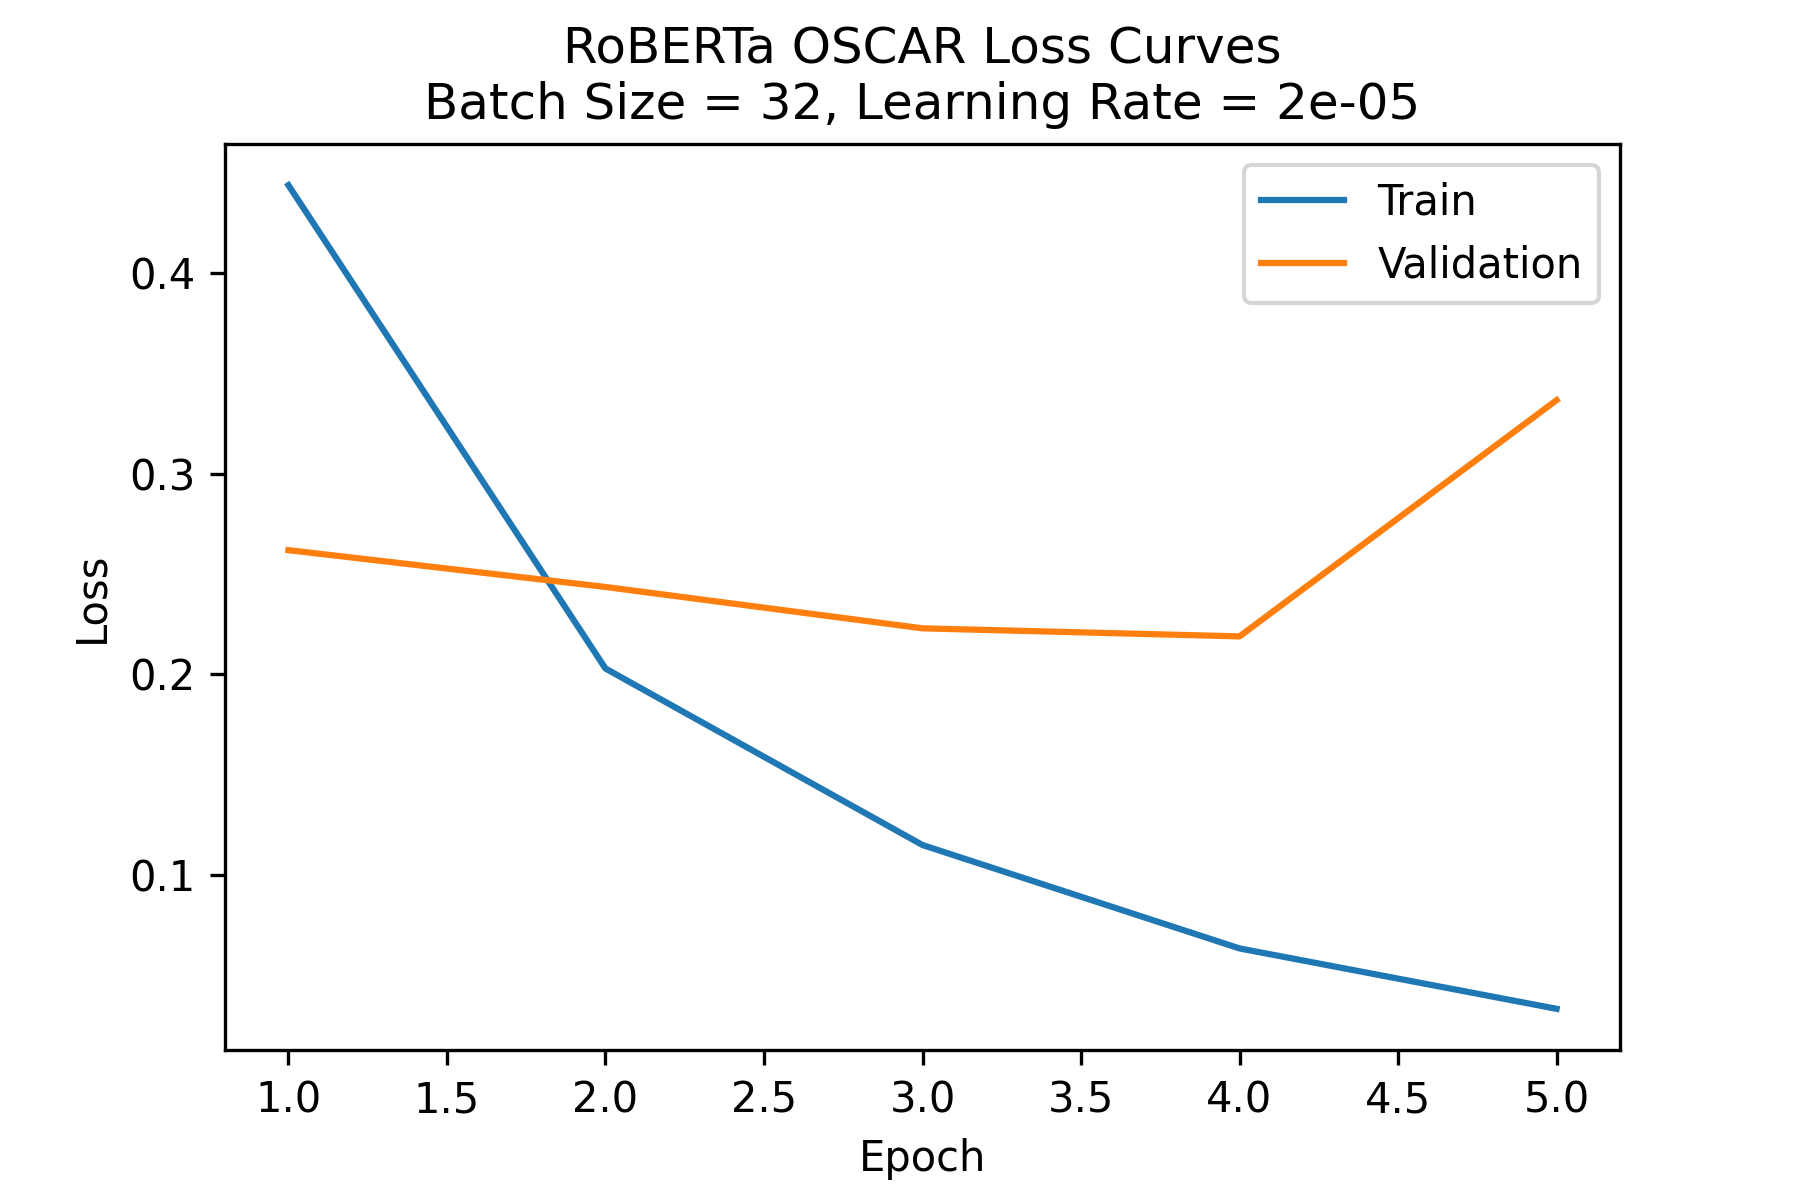 RoBERTa OSCAR Loss Curves
Batch Size = 32, Learning Rate = 2e-05
Train
Validation
0.4
0.3
0.2
0.1
Loss
1.0 1.5 2.0 2.5 3.0 3.5 4.0 4.5 5.0
Epoch